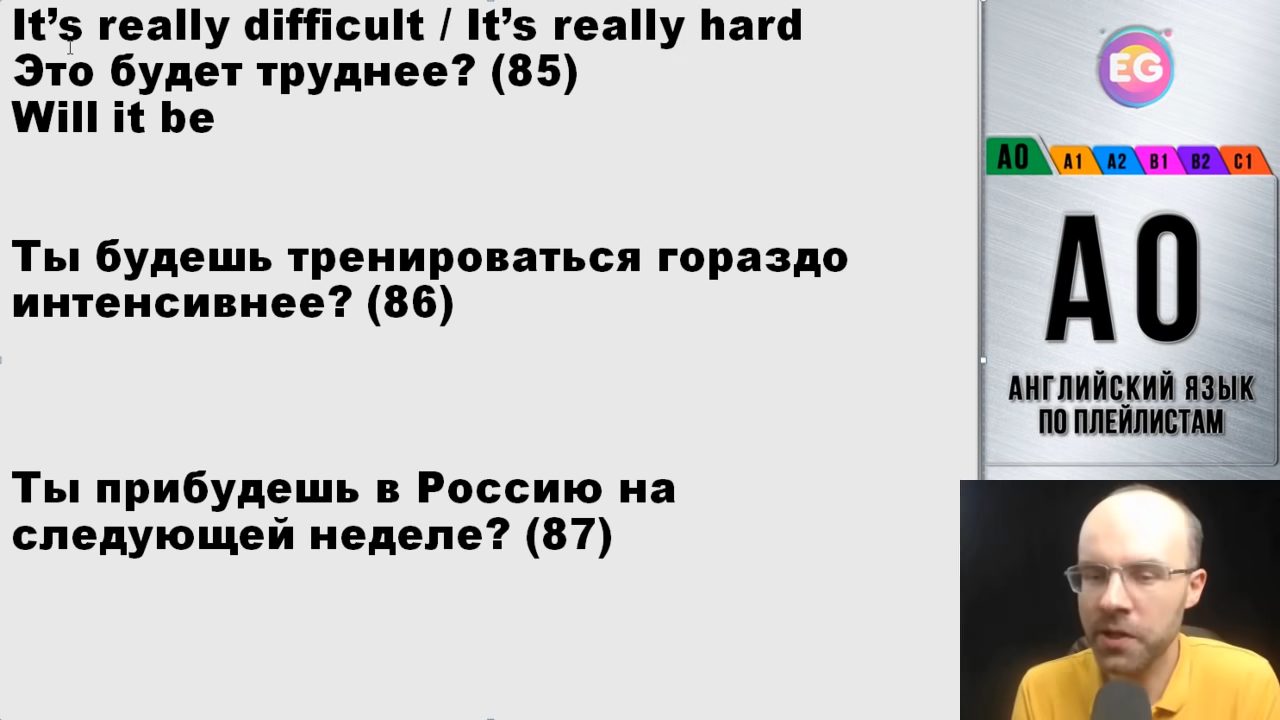 It's really difficult / It's really hard
Это будет труднее? (85)
Will it be
Ты будешь тренироваться гораздо
интенсивнее? (86)
Ты прибудешь в Россию на
следующей неделе? (87)
EG
A0 A1 A2 B1 B2 C1
A0
АНГЛИЙСКИЙ ЯЗЫК
ПО ПЛЕЙЛИСТАМ